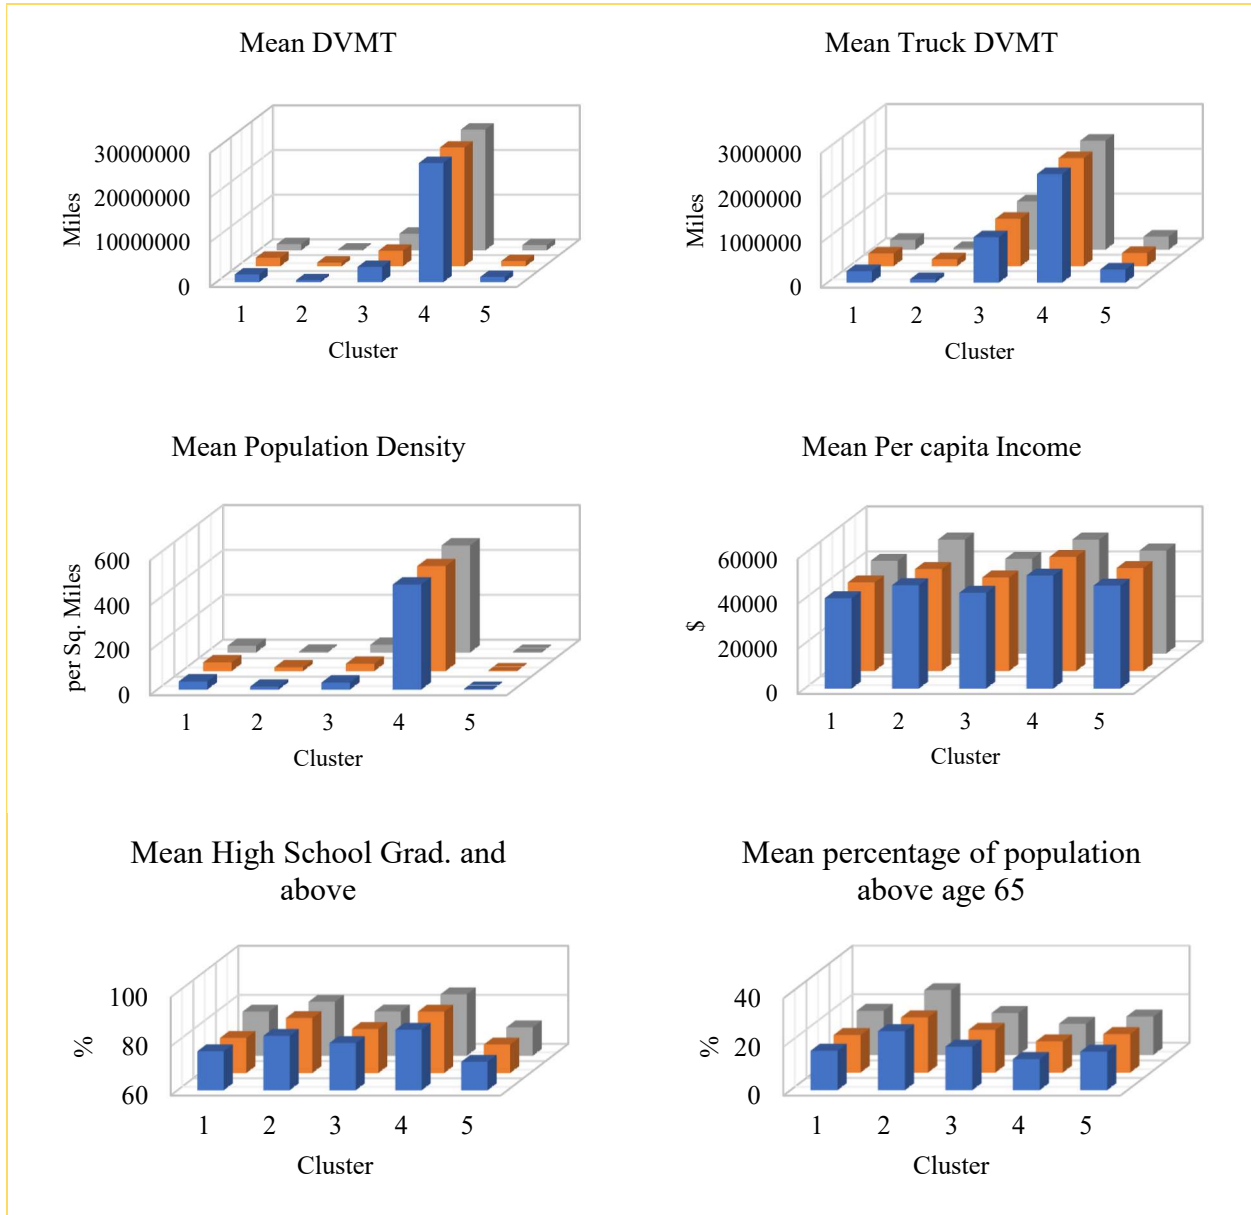 Mean DVMT
30000000
20000000
10000000
0
Miles
1 2 3 4 5
Cluster
Mean Truck DVMT
3000000
2000000
1000000
0
Miles
1 2 3 4 5
Cluster
Mean Population Density
600
400
200
0
per Sq. Miles
1 2 3 4 5
Cluster
Mean Per capita Income
60000
40000
20000
0
$
1 2 3 4 5
Cluster
Mean High School Grad. and
above
100
80
60
%
1 2 3 4 5
Cluster
Mean percentage of population
above age 65
40
20
0
%
1 2 3 4 5
Cluster